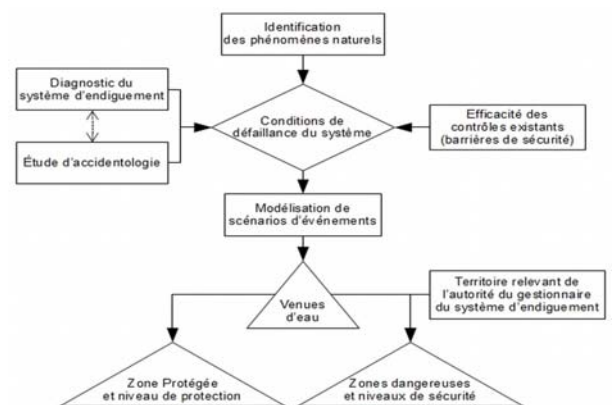 Identification
des phénomènes naturels
Diagnostic du
système d'endiguement
Étude d'accidentologie
Conditions de
défaillance du système
Efficacité des
contrôles existants
(barrières de sécurité)
Modélisation de
scénarios d'événements
Venues
d'eau
Territoire relevant de
l'autorité du gestionnaire
du système d'endiguement
Zone Protégée
et niveau de protection
Zones dangereuses
et niveaux de sécurité